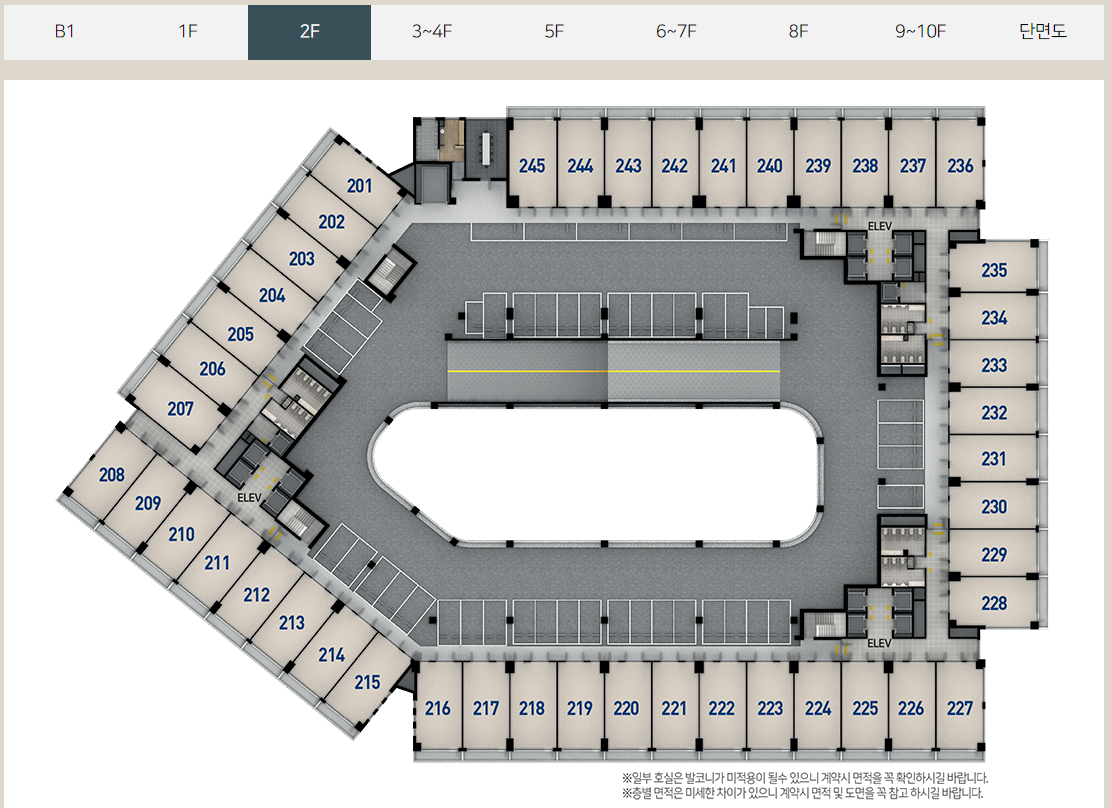 B1 1F 2F 3~4F 5F 6~7F 8F 9~10F 단면도
245 244 243 242 241 240 239 238 237 236
201
202
203
204
205
206
207
208
209
210
211
212
213
214
215
ELEV
ELEV
235
234
233
232
231
230
229
228
ELEV
216 217 218 219 220 221 222 223 224 225 226 227
※일부 호실은 발코니가 미적용이 될수 있으니 계약시 면적을 꼭 확인하시길 바랍니다.
※층별 면적은 미세한 차이가 있으니 계약시 면적 및 도면을 꼭 참고 하시길 바랍니다.